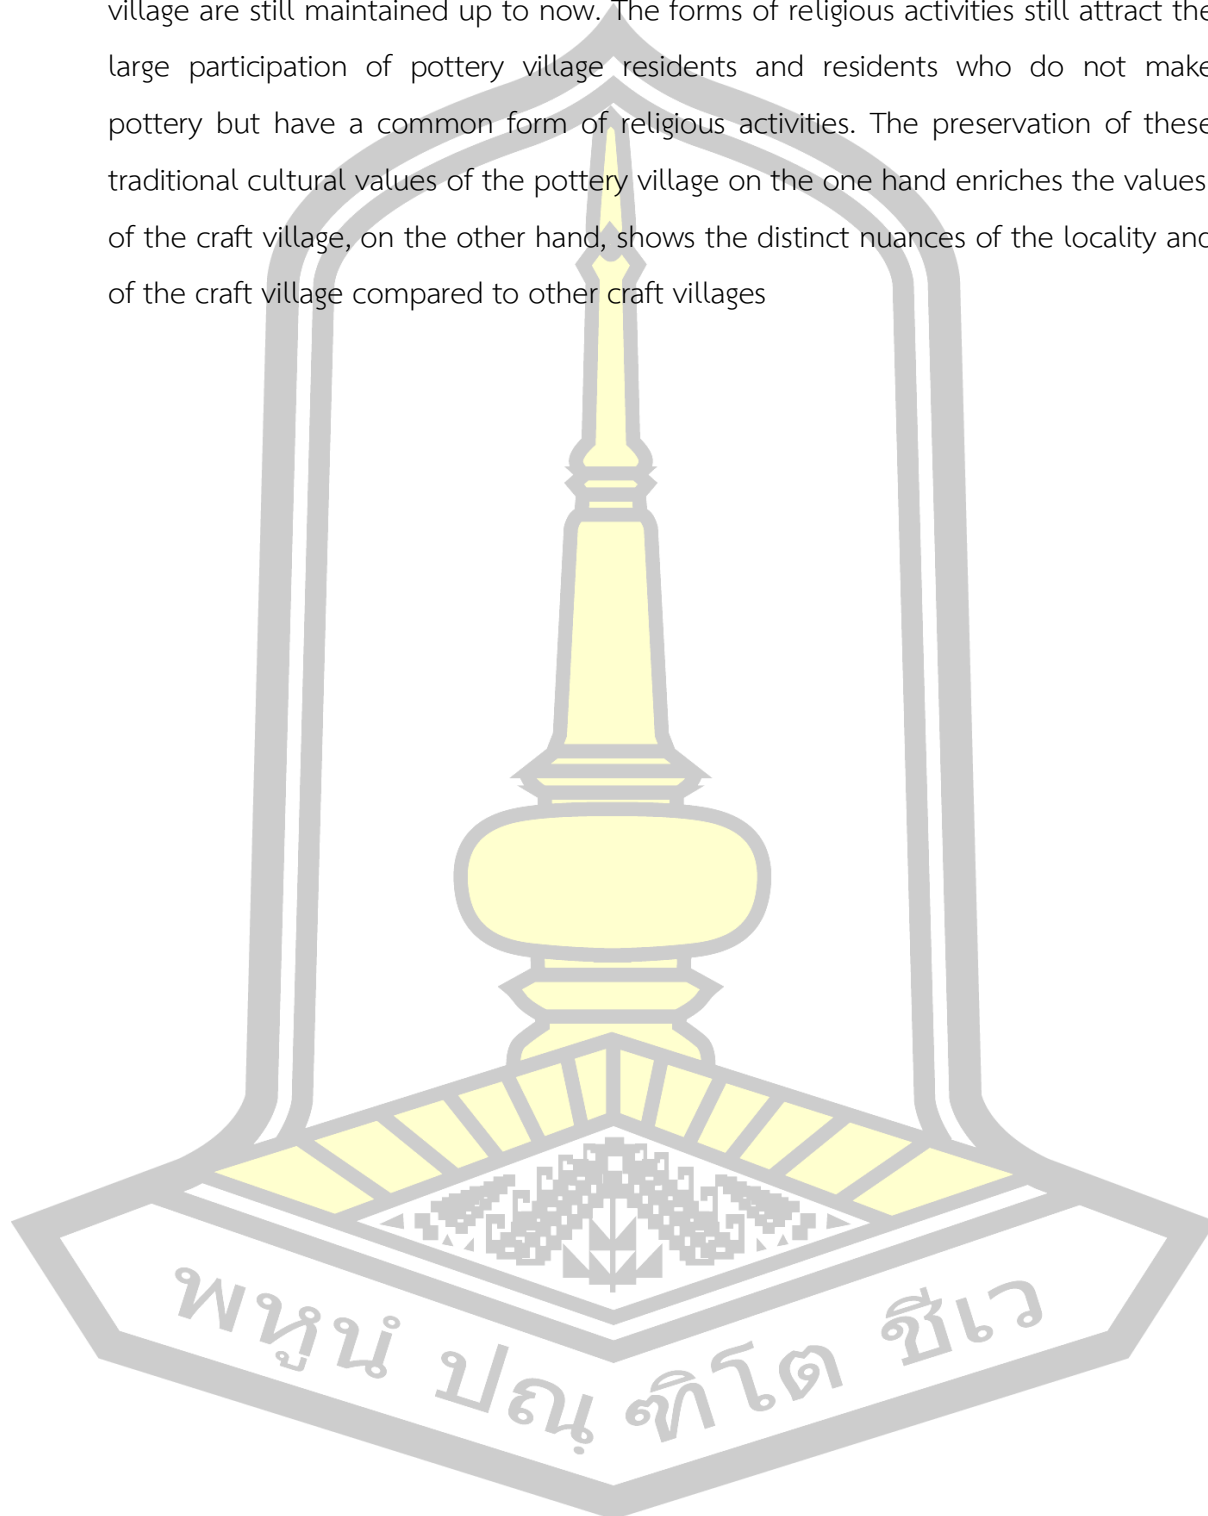 village are still maintained up to now. The forms of religious activities still attract the
large participation of pottery village residents and residents who do not make
pottery but have a common form of religious activities. The preservation of these
traditional cultural values of the pottery village on the one hand enriches the values
of the craft village, on the other hand, shows the distinct nuances of the locality and
of the craft village compared to other craft villages
พหูนํ ปณฺฑิโต ชีเว